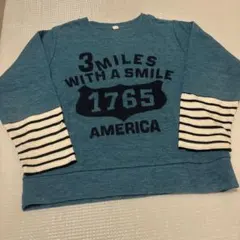 3 MILES
WITH A SMILE
1765
AMERICA